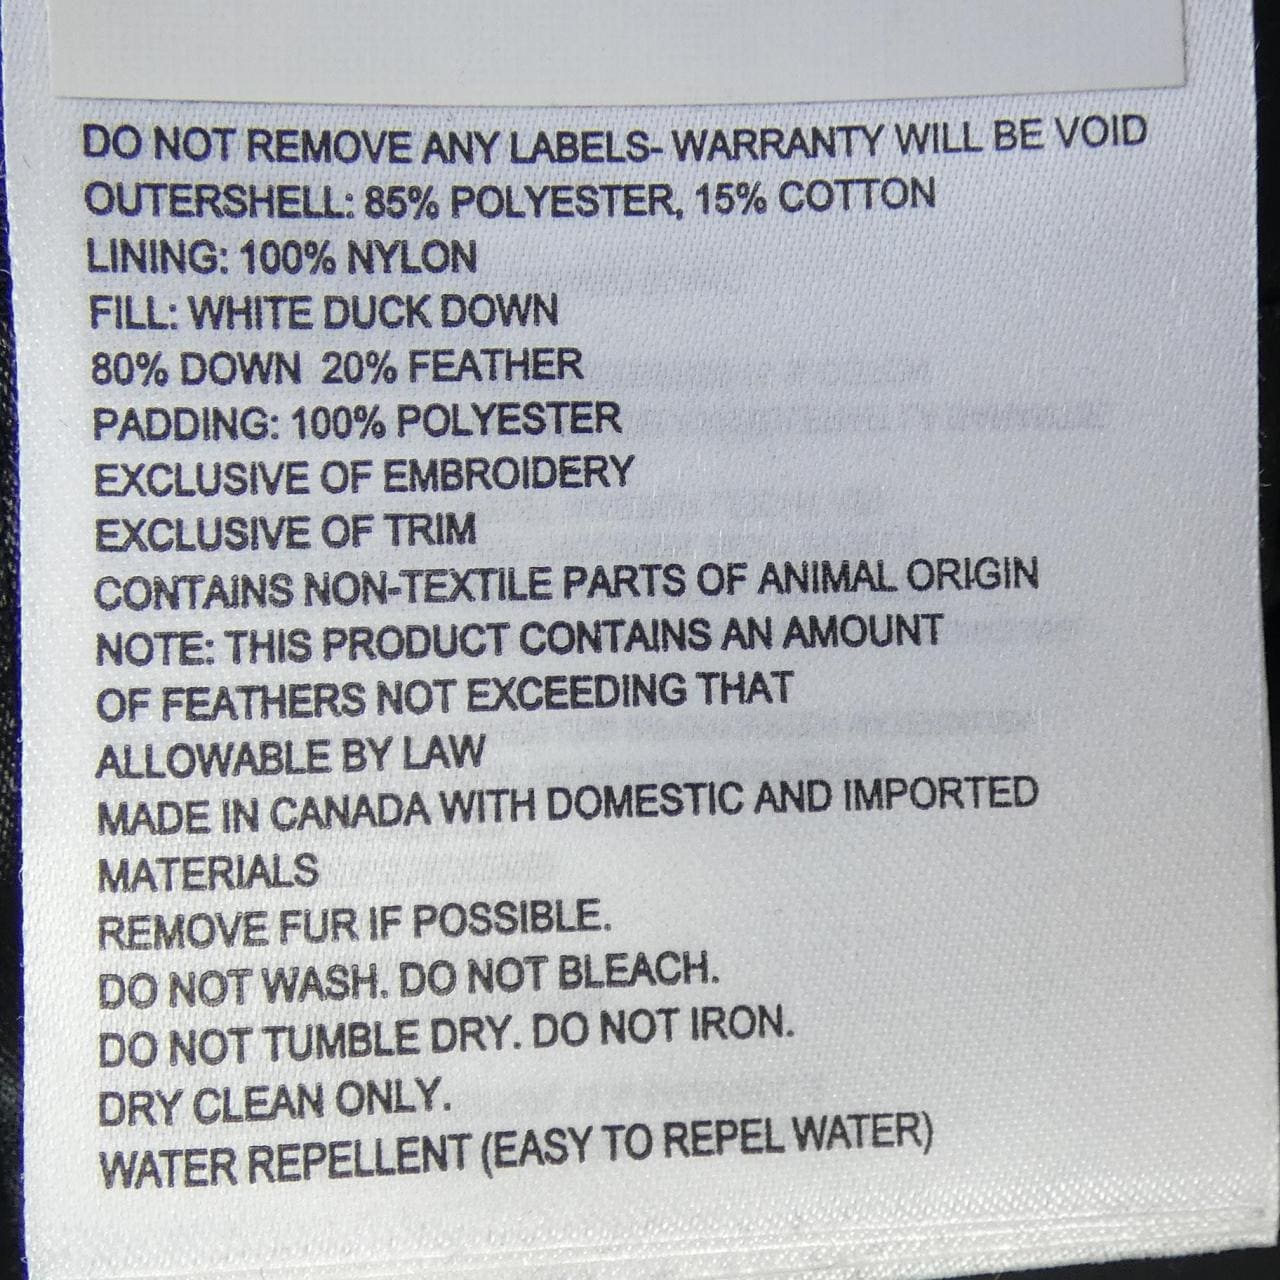 DO NOT REMOVE ANY LABELS- WARRANTY WILL BE VOID
OUTERSHELL: 85% POLYESTER, 15% COTTON
LINING: 100% NYLON
FILL: WHITE DUCK DOWN
80% DOWN 20% FEATHER
PADDING: 100% POLYESTER
EXCLUSIVE OF EMBROIDERY
EXCLUSIVE OF TRIM
CONTAINS NON-TEXTILE PARTS OF ANIMAL ORIGIN
NOTE: THIS PRODUCT CONTAINS AN AMOUNT
OF FEATHERS NOT EXCEEDING THAT
ALLOWABLE BY LAW
MADE IN CANADA WITH DOMESTIC AND IMPORTED
MATERIALS
REMOVE FUR IF POSSIBLE.
DO NOT WASH. DO NOT BLEACH.
DO NOT TUMBLE DRY. DO NOT IRON.
DRY CLEAN ONLY.
WATER REPELLENT (EASY TO REPEL WATER)